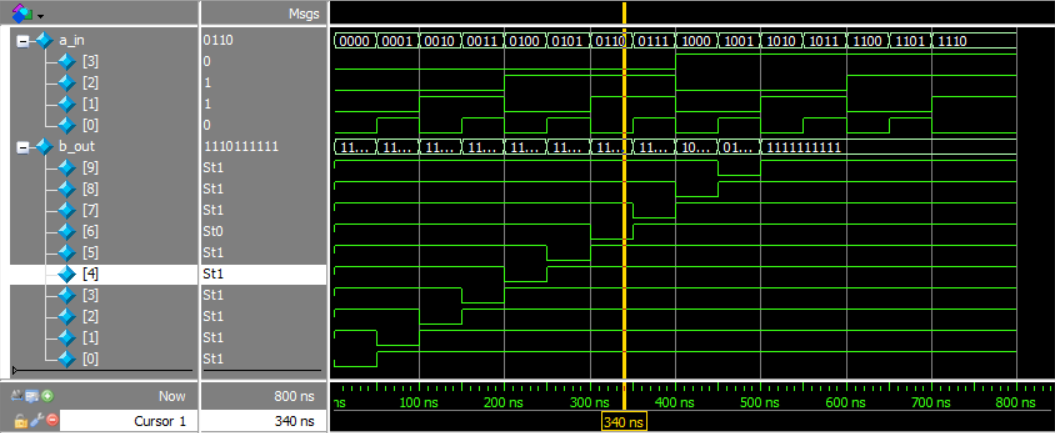 Msgs
a_in 0110 0000 0001 0010 0011 0100 0101 0110 0111 1000 1001 1010 1011 1100 1101 1110
[3] 0
[2] 1
[1] 1
[0] 0
b_out 1110111111 11... 11... 11... 11... 11... 11... 11... 11... 10... 01... 1111111111
[9] St1
[8] St1
[7] St1
[6] St0
[5] St1
[4] St1
[3] St1
[2] St1
[1] St1
[0] St1
Now 800 ns ns 100 ns 200 ns 300 ns 400 ns 500 ns 600 ns 700 ns 800 ns
Cursor 1 340 ns 340 ns